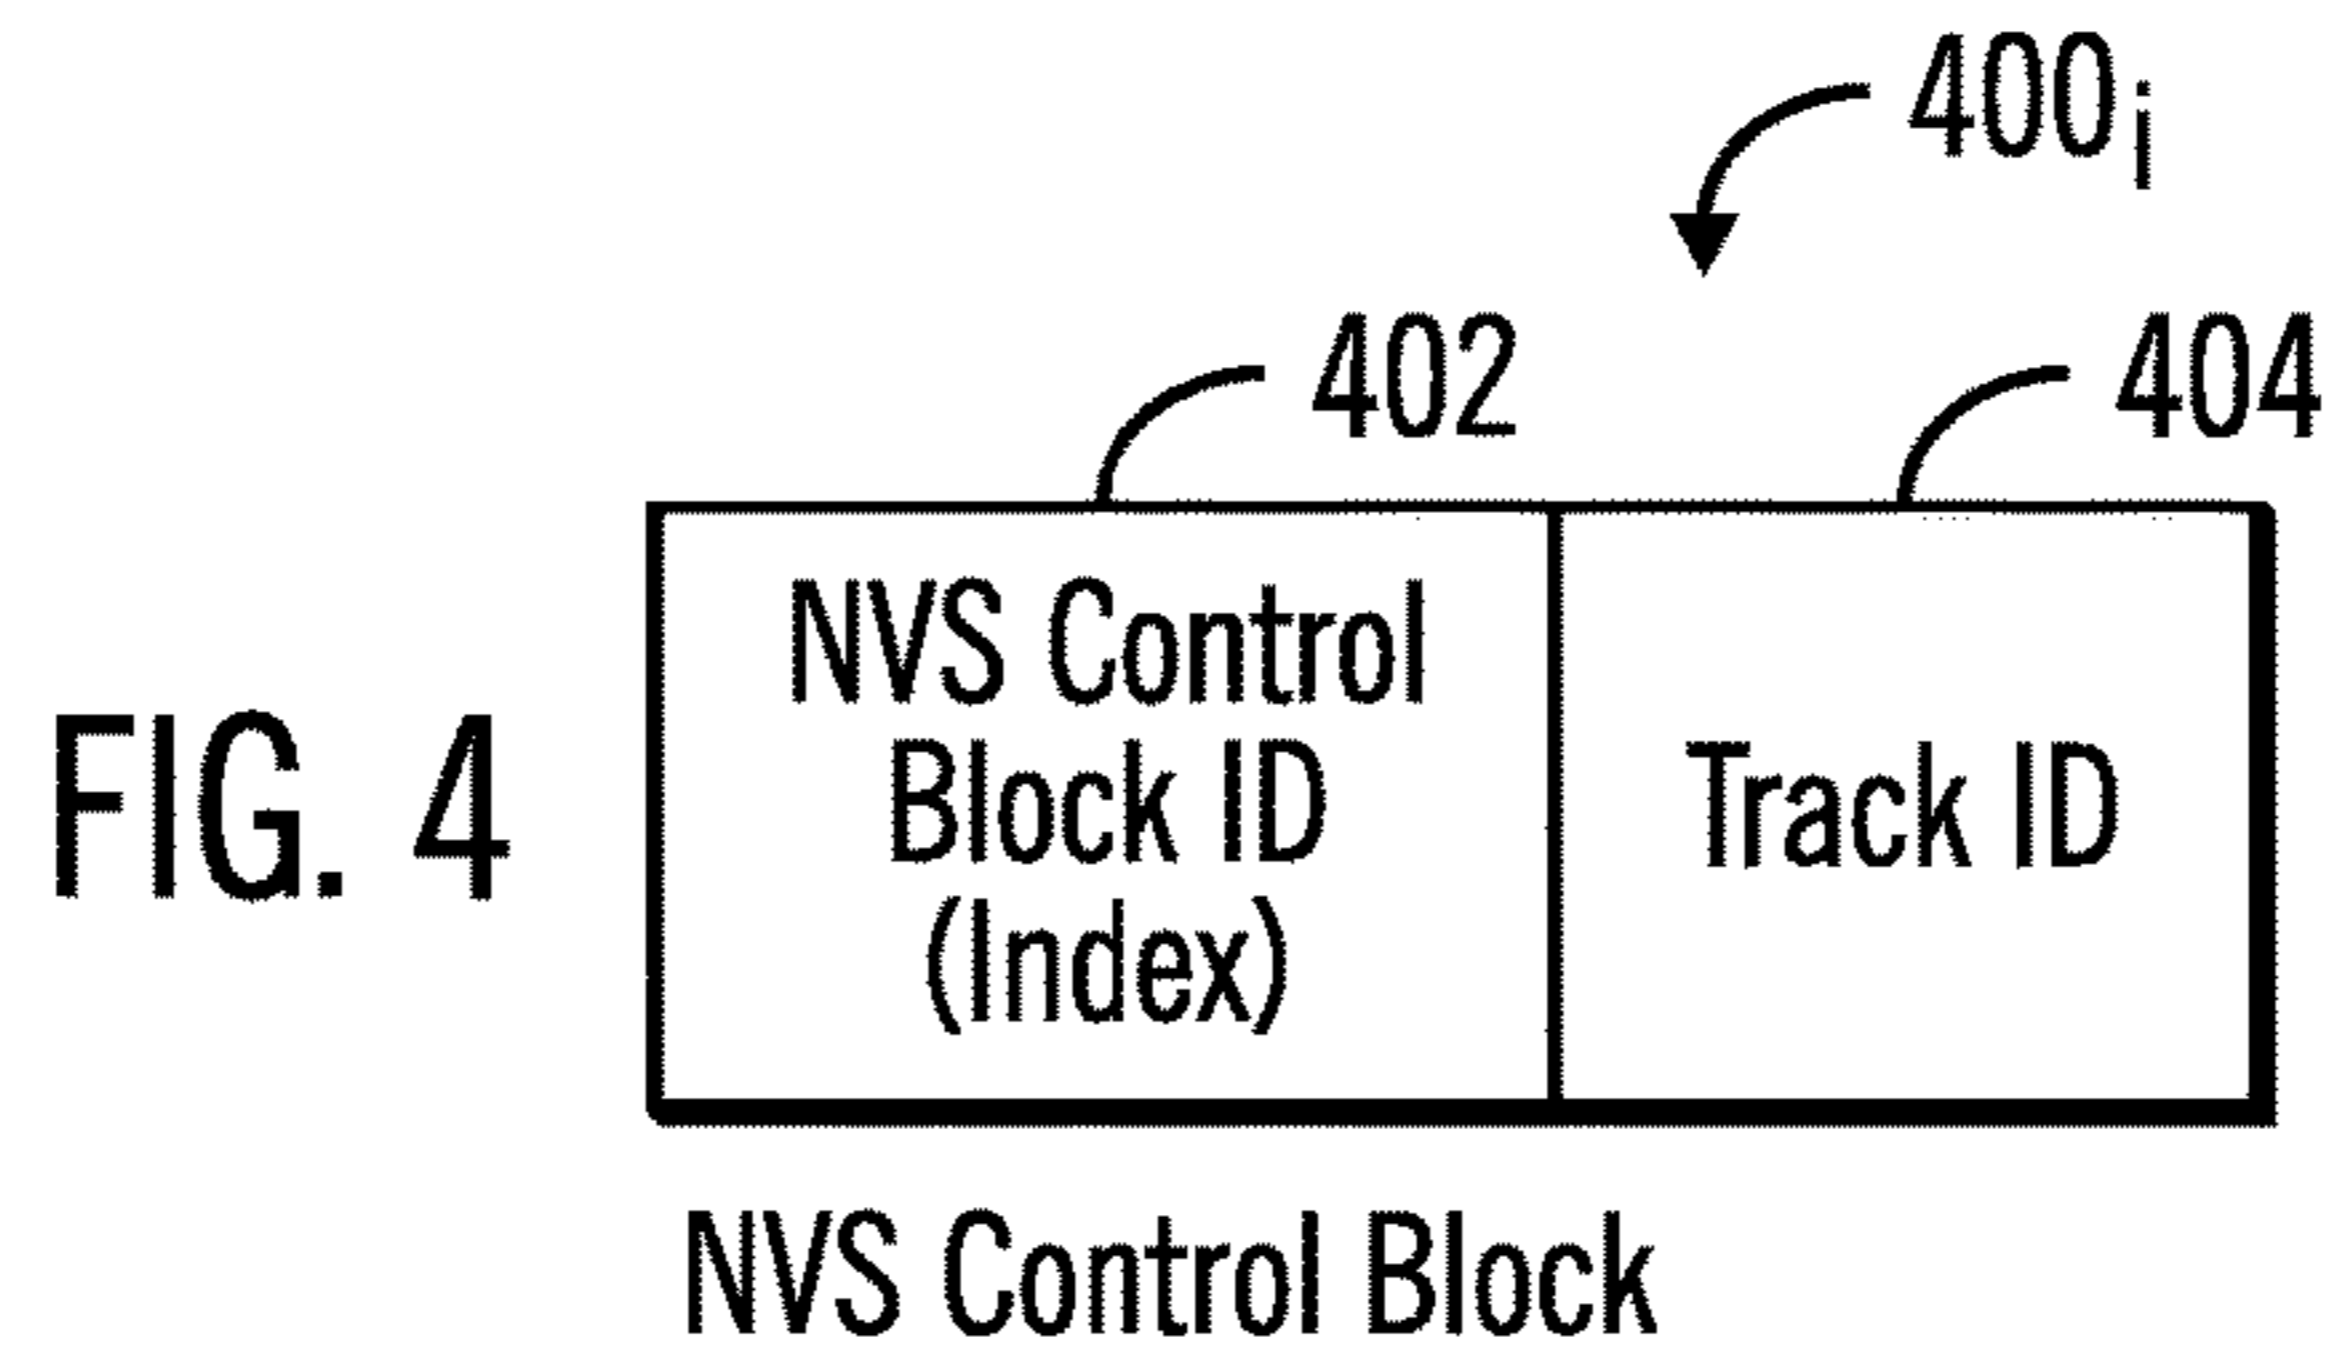 400i
402
404
NVS Control
Block ID
(Index)
Track ID
FIG. 4
NVS Control Block